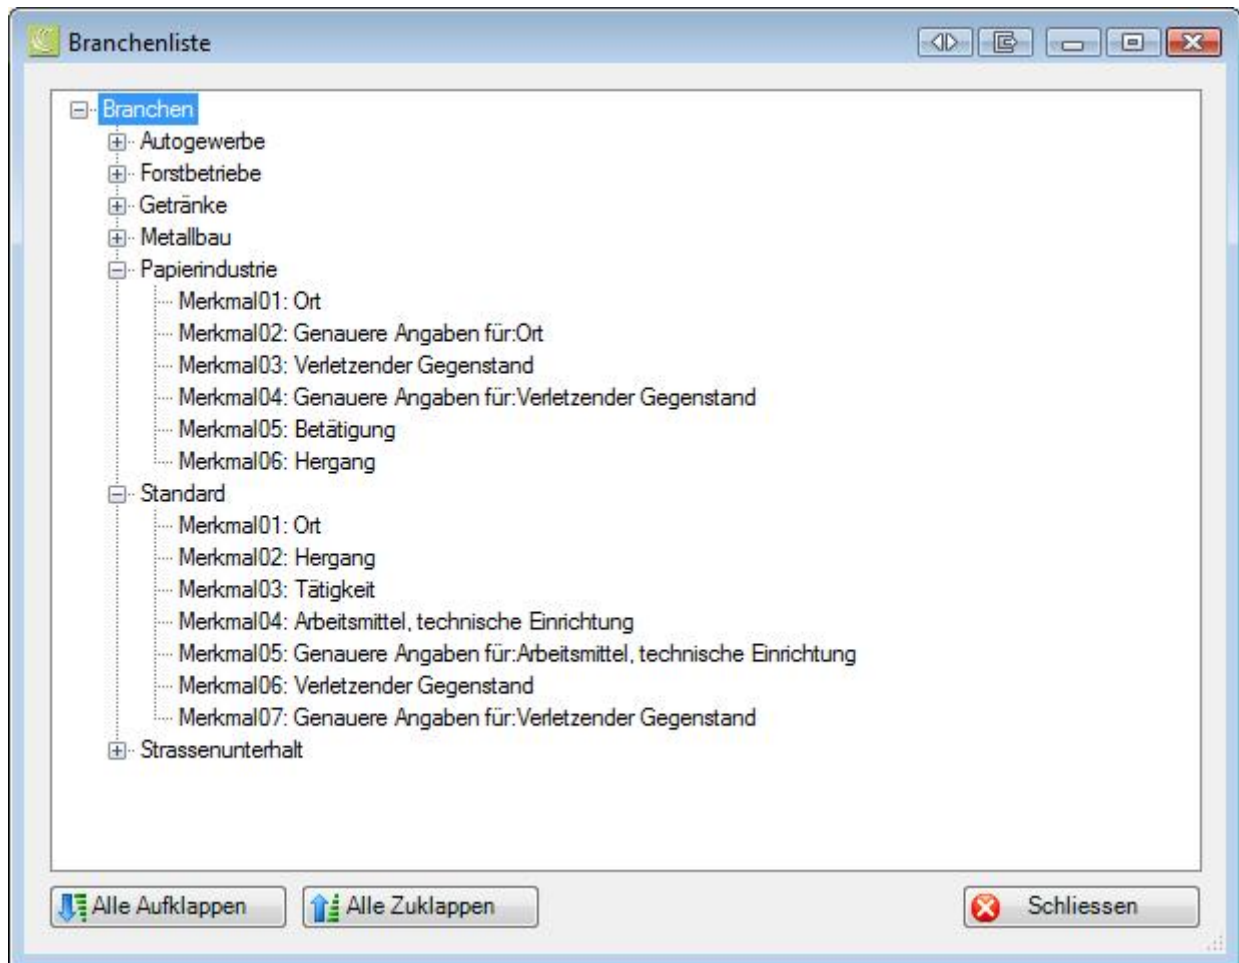 Branchenliste
Branchen
Autogewerbe
Forstbetriebe
Getränke
Metallbau
Papierindustrie
Merkmal01: Ort
Merkmal02: Genauere Angaben für:Ort
Merkmal03: Verletzender Gegenstand
Merkmal04: Genauere Angaben für:Verletzender Gegenstand
Merkmal05: Betätigung
Merkmal06: Hergang
Standard
Merkmal01: Ort
Merkmal02: Hergang
Merkmal03: Tätigkeit
Merkmal04: Arbeitsmittel, technische Einrichtung
Merkmal05: Genauere Angaben für:Arbeitsmittel, technische Einrichtung
Merkmal06: Verletzender Gegenstand
Merkmal07: Genauere Angaben für:Verletzender Gegenstand
Strassenunterhalt
Alle Aufklappen Alle Zuklappen Schliessen